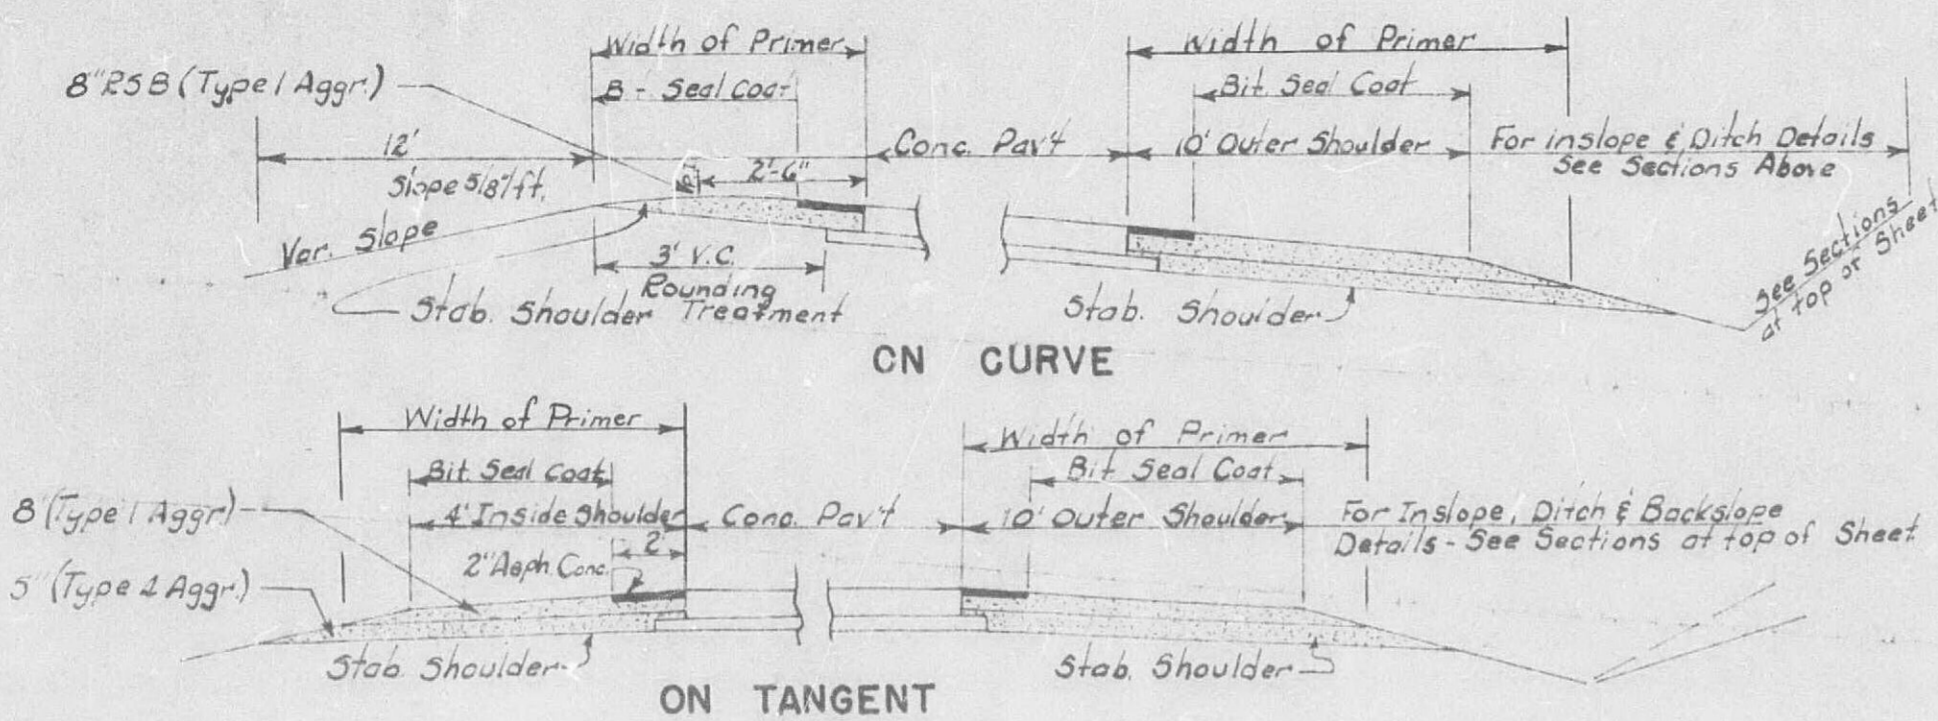 Width of Primer
Width of Primer
8" RSB (Type 1 Aggr.)
B - Seal Coat
Bit. Seal Coat
12'
Conc. Pav't
10' Outer Shoulder
For inslope & Ditch Details
See Sections Above
Slope 5/8"/ft.
2'-6"
Var. Slope
3' V.C.
Rounding
Treatment
Stab. Shoulder
Stab. Shoulder
See Sections
at top or Sheet
ON CURVE
Width of Primer
Width of Primer
Bit. Seal Coat
Bit Seal Coat
8" (Type 1 Aggr.)
4' Inside Shoulder
Conc. Pav't
10' Outer Shoulder
For Inslope, Ditch & Backslope
Details - See Sections at top of Sheet
2'
2" Asph. Conc.
5" (Type 1 Aggr.)
Stab. Shoulder
Stab. Shoulder
ON TANGENT